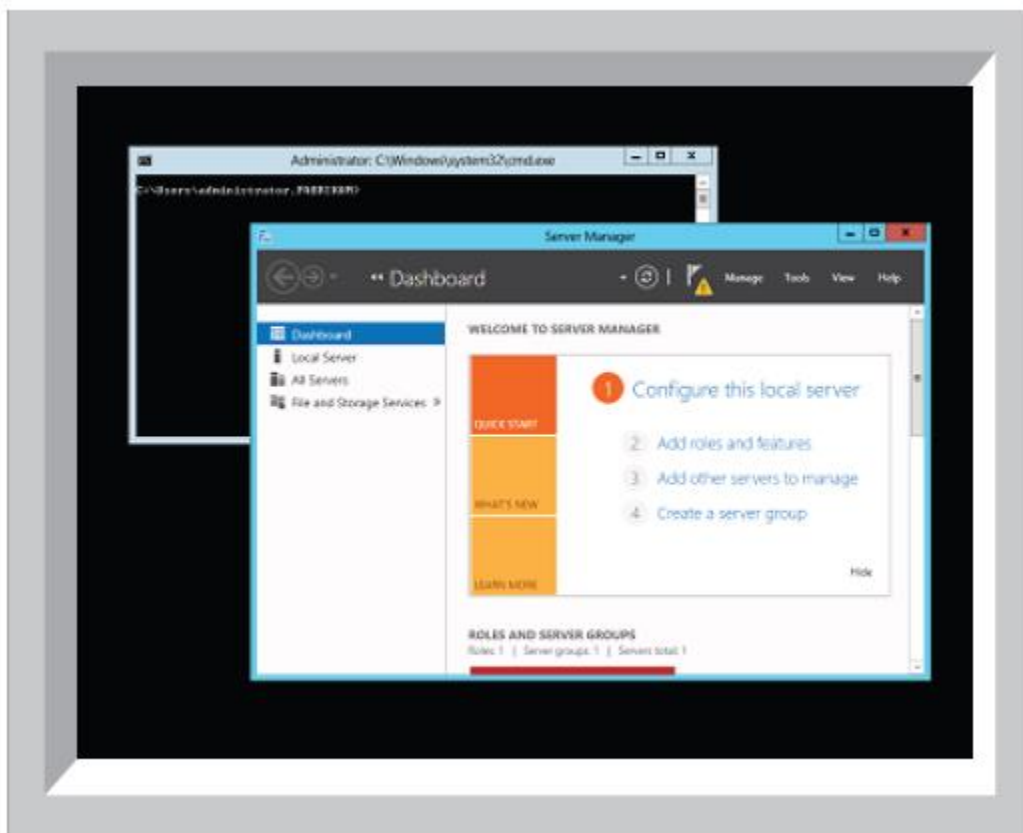 Administrator: C:\Windows\system32\cmd.exe
C:\Users\administrator.FABRIKAM>
Server Manager
Dashboard
Manage Tools View Help
Dashboard
Local Server
All Servers
File and Storage Services
WELCOME TO SERVER MANAGER
QUICK START
WHAT'S NEW
LEARN MORE
1 Configure this local server
2 Add roles and features
3 Add other servers to manage
4 Create a server group
Hide
ROLES AND SERVER GROUPS
Roles: 1 | Server groups: 1 | Servers total: 1